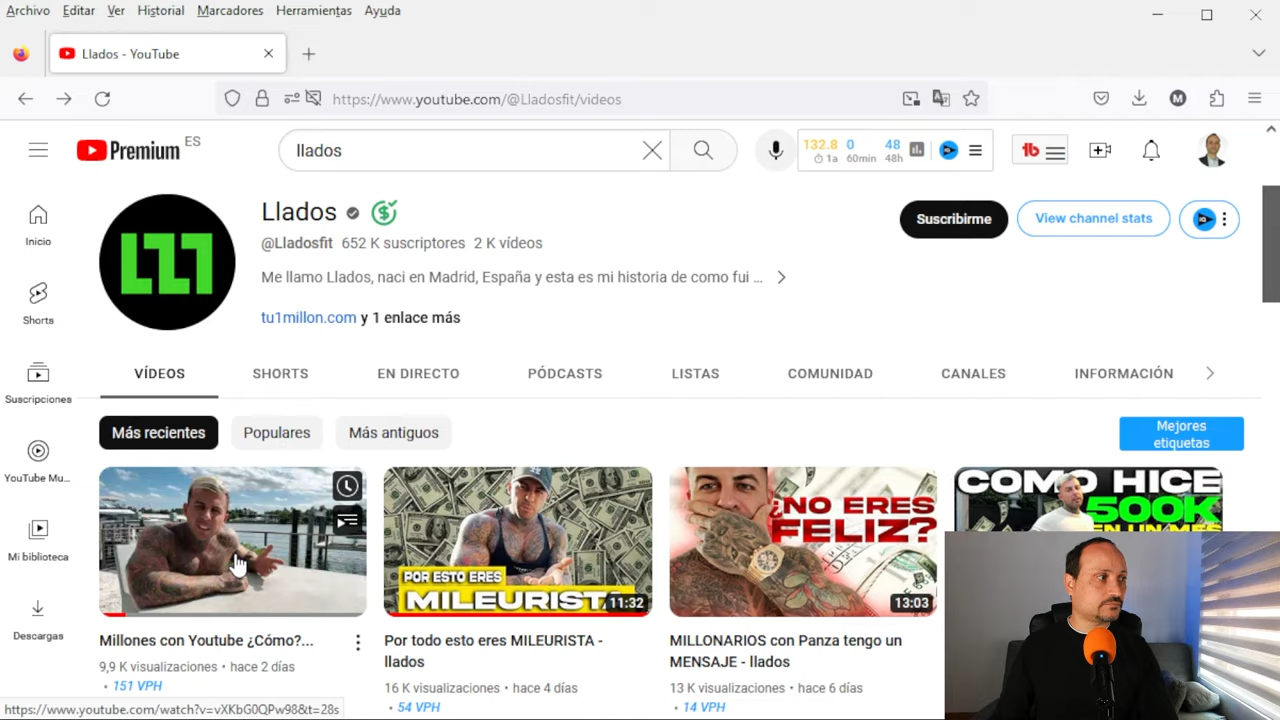 Archivo Editar Ver Historial Marcadores Herramientas Ayuda
Llados - YouTube
https://www.youtube.com/@Lladosfit/videos
Premium ES
llados
132.8 0 48
1a 60min 48h
Inicio
Shorts
Suscripciones
YouTube Mu...
Mi biblioteca
Descargas
Llados
@Lladosfit 652 K suscriptores 2 K vídeos
Me llamo Llados, naci en Madrid, España y esta es mi historia de como fui ...
tu1millon.com y 1 enlace más
Suscribirme
View channel stats
VÍDEOS SHORTS EN DIRECTO PÓDCASTS LISTAS COMUNIDAD CANALES INFORMACIÓN
Más recientes Populares Más antiguos
Mejores
etiquetas
POR ESTO ERES
MILEURISTA
11:32
¿NO ERES
FELIZ?
13:03
COMO HICE
500K
EN UN MES
Millones con Youtube ¿Cómo?...
9,9 K visualizaciones • hace 2 días
• 151 VPH
Por todo esto eres MILEURISTA -
llados
16 K visualizaciones • hace 4 días
• 54 VPH
MILLONARIOS con Panza tengo un
MENSAJE - llados
13 K visualizaciones • hace 6 días
• 14 VPH
https://www.youtube.com/watch?v=vXKbG0QPw98&t=28s